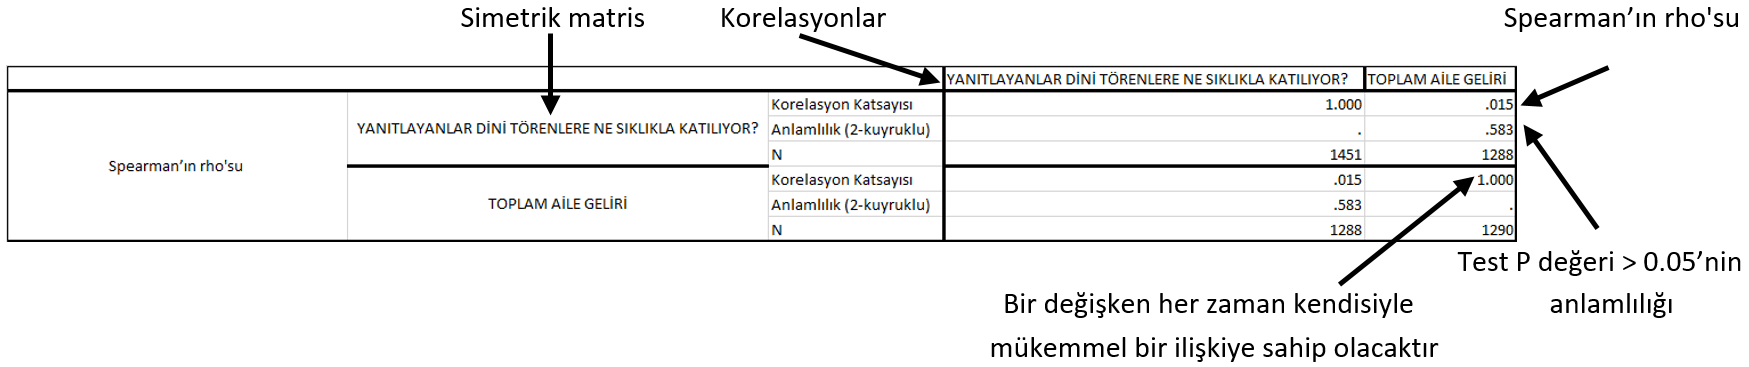 Simetrik matris
Korelasyonlar
Spearman’ın rho'su
YANITLAYANLAR DİNİ TÖRENLERE NE SIKLIKLA KATILIYOR? TOPLAM AİLE GELİRİ
Spearman’ın rho'su
YANITLAYANLAR DİNİ TÖRENLERE NE SIKLIKLA KATILIYOR?
Korelasyon Katsayısı 1.000 .015
Anlamlılık (2-kuyruklu) . .583
N 1451 1288
TOPLAM AİLE GELİRİ
Korelasyon Katsayısı .015 1.000
Anlamlılık (2-kuyruklu) .583 .
N 1288 1290
Test P değeri > 0.05’nin
anlamlılığı
Bir değişken her zaman kendisiyle
mükemmel bir ilişkiye sahip olacaktır